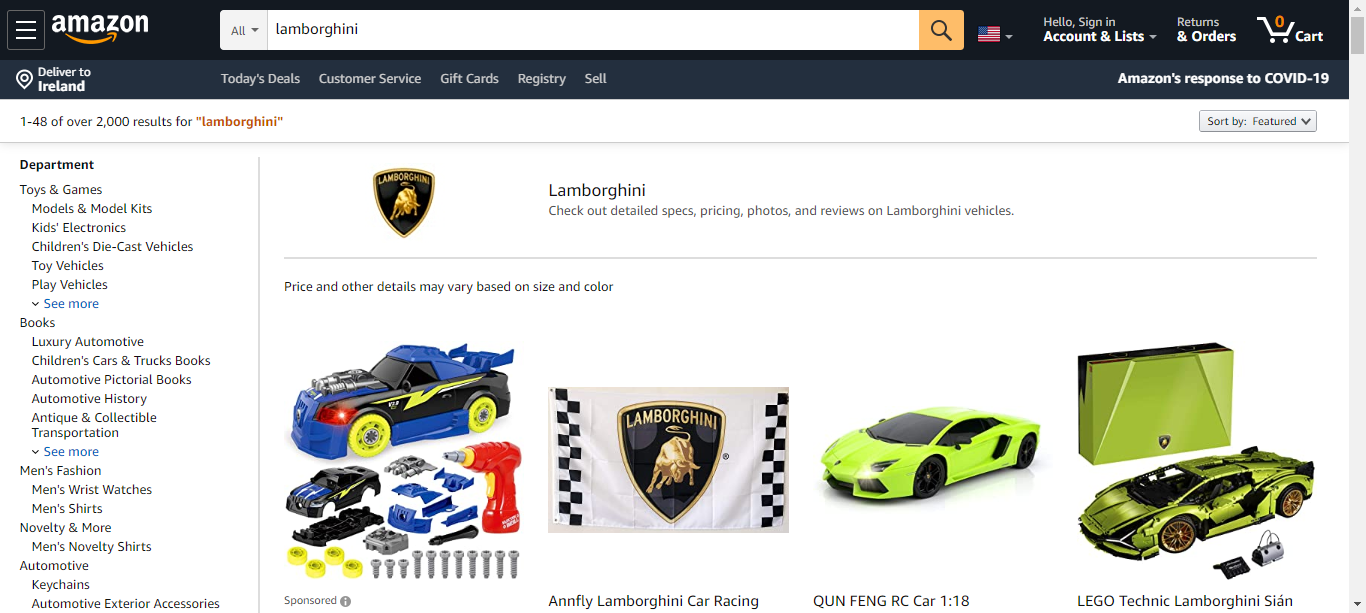 amazon
All
lamborghini
Hello, Sign in
Account & Lists
Returns
& Orders
0
Cart
Deliver to
Ireland
Today's Deals
Customer Service
Gift Cards
Registry
Sell
Amazon's response to COVID-19
1-48 of over 2,000 results for "lamborghini"
Sort by: Featured
Department
Toys & Games
Models & Model Kits
Kids' Electronics
Children's Die-Cast Vehicles
Toy Vehicles
Play Vehicles
See more
Books
Luxury Automotive
Children's Cars & Trucks Books
Automotive Pictorial Books
Automotive History
Antique & Collectible
Transportation
See more
Men's Fashion
Men's Wrist Watches
Men's Shirts
Novelty & More
Men's Novelty Shirts
Automotive
Keychains
Automotive Exterior Accessories
LAMBORGHINI
Lamborghini
Check out detailed specs, pricing, photos, and reviews on Lamborghini vehicles.
Price and other details may vary based on size and color
LAMBORGHINI
®
Sponsored
Annfly Lamborghini Car Racing
QUN FENG RC Car 1:18
LEGO Technic Lamborghini Sián